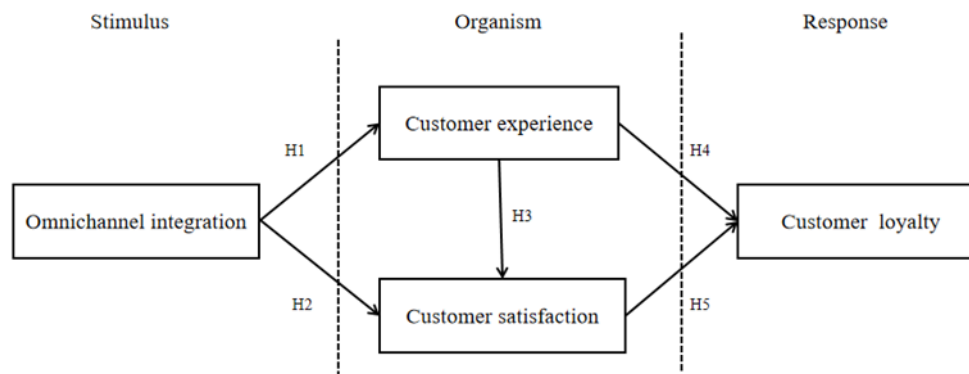 Stimulus
Organism
Response
Customer experience
H1
H4
Omnichannel integration
H3
Customer loyalty
H2
H5
Customer satisfaction